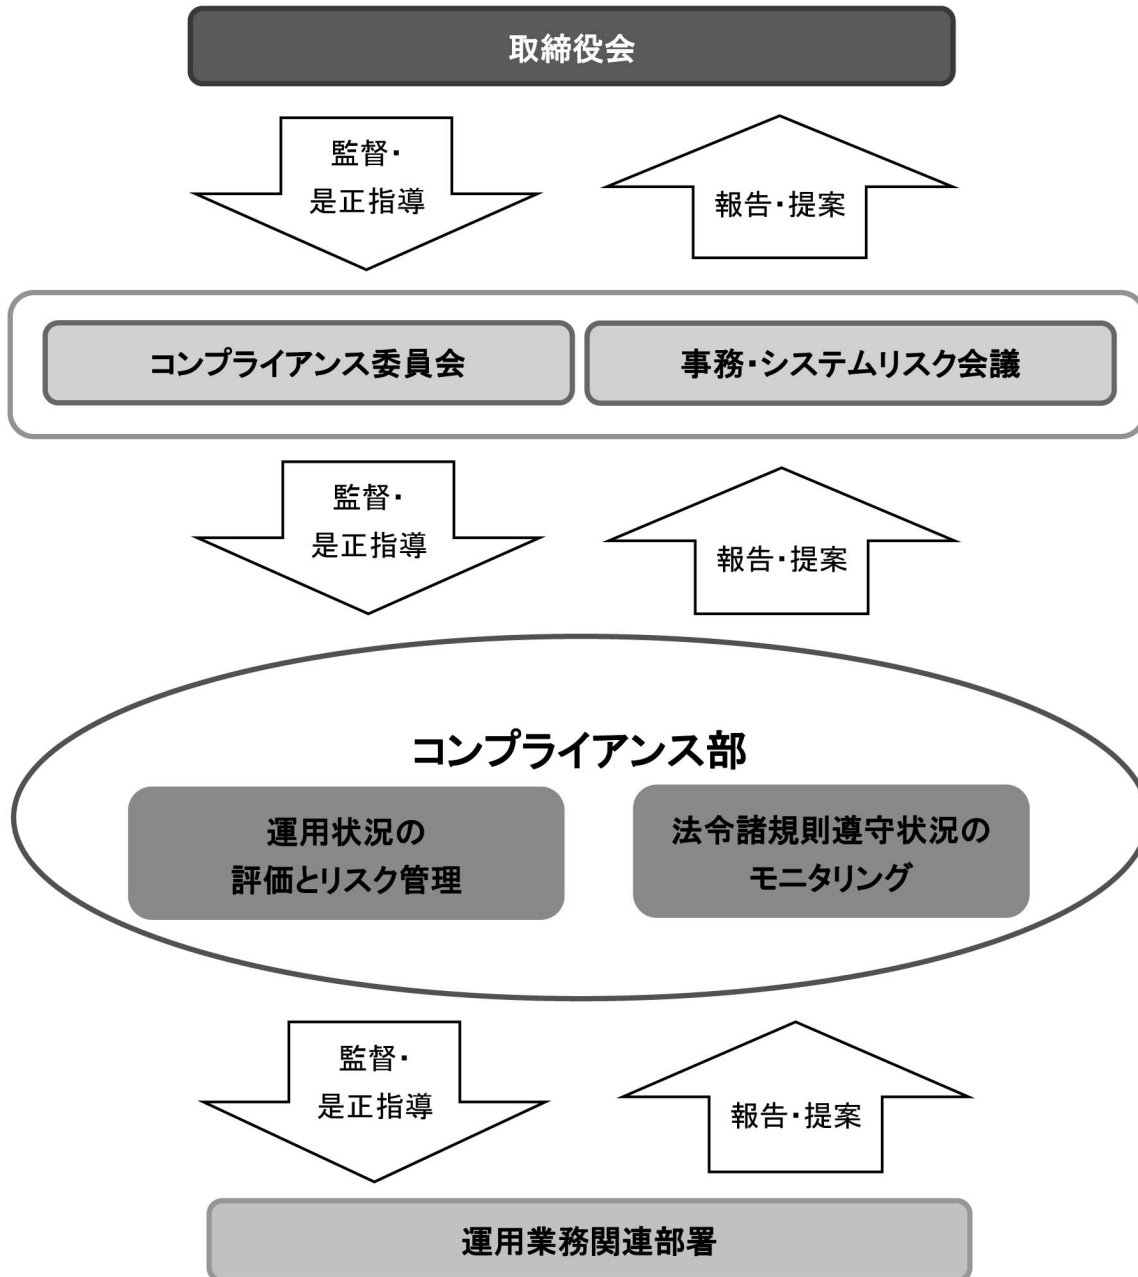 取締役会
監督・
是正指導
報告・提案
コンプライアンス委員会
事務・システムリスク会議
監督・
是正指導
報告・提案
コンプライアンス部
運用状況の
評価とリスク管理
法令諸規則遵守状況の
モニタリング
監督・
是正指導
報告・提案
運用業務関連部署